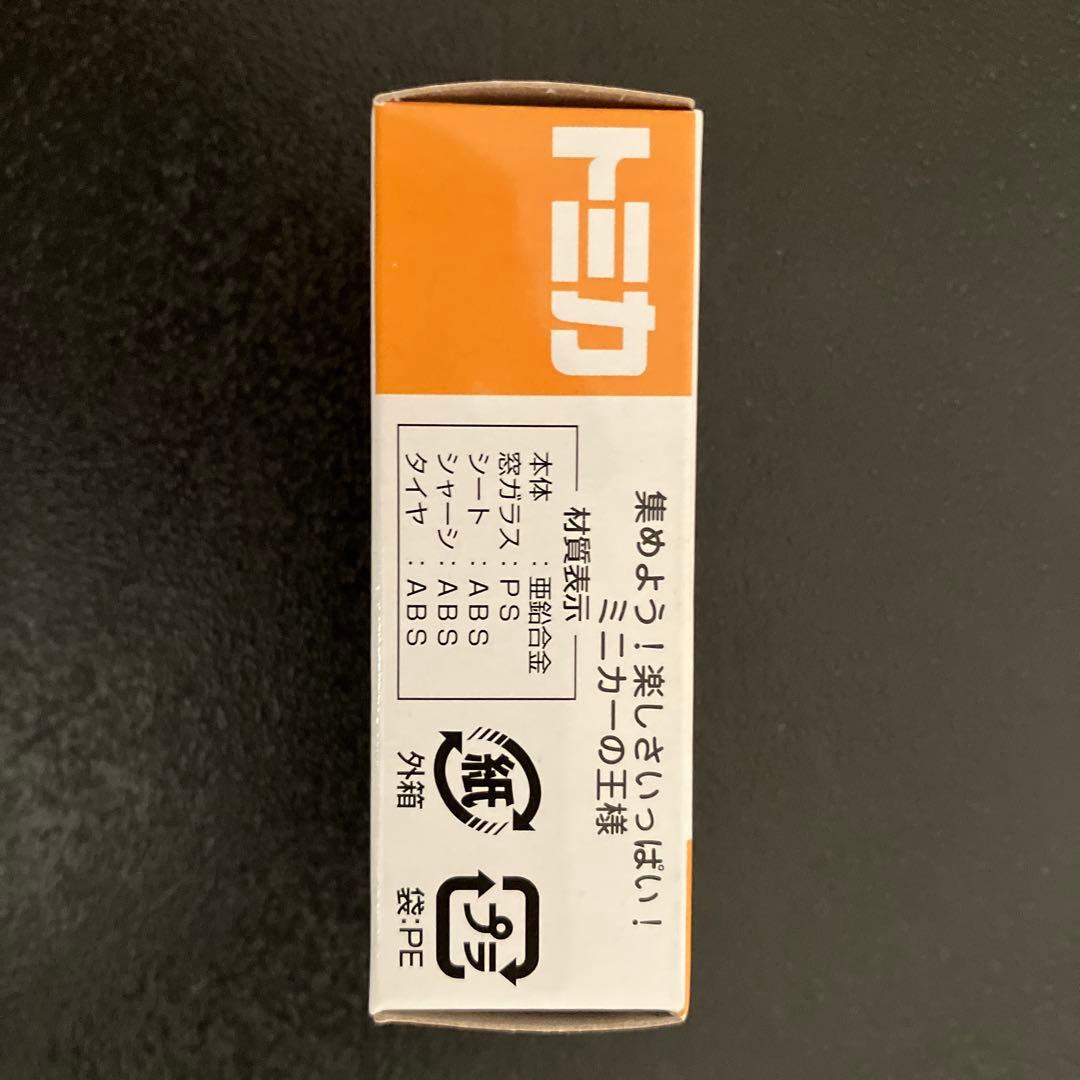 トミカ
集めよう！楽しさいっぱい！
ミニカーの王様
材質表示
本体　：亜鉛合金
窓ガラス：ＰＳ
シート　：ＡＢＳ
シャーシ：ＡＢＳ
タイヤ　：ＡＢＳ
紙
外箱
プラ
袋：PE